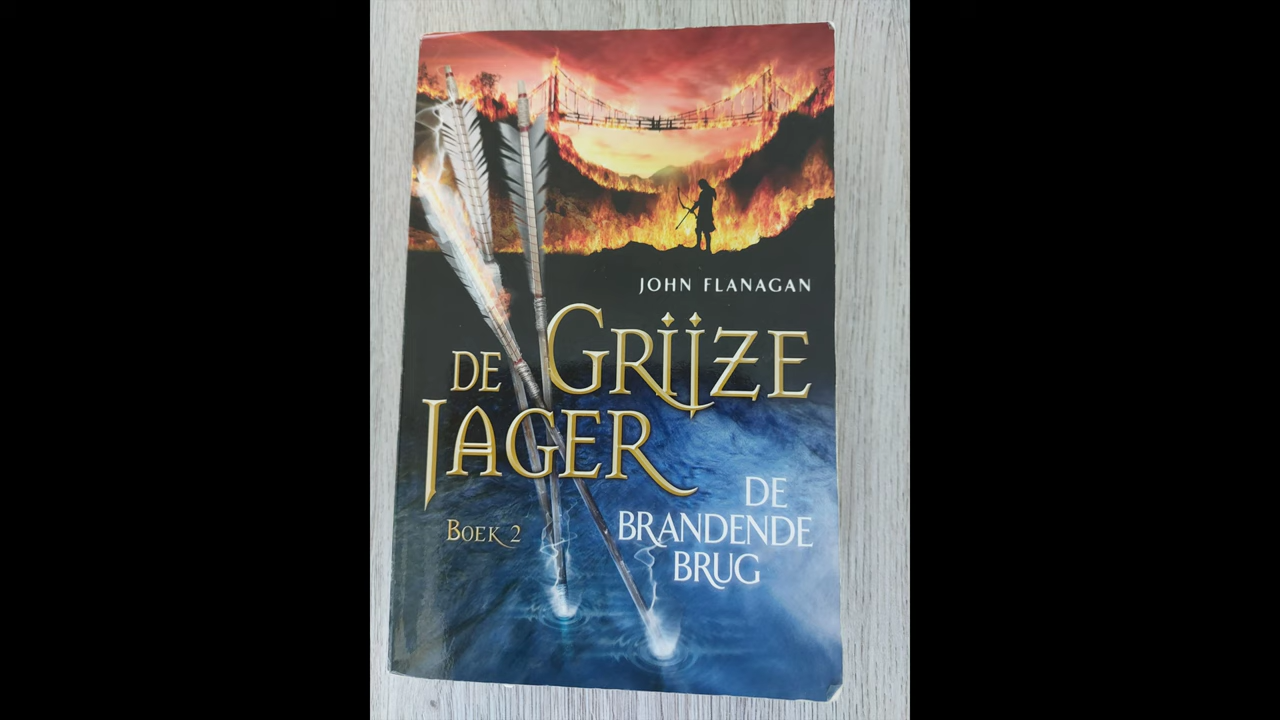 JOHN FLANAGAN
DE GRIJZE
JAGER
BOEK 2
DE
BRANDENDE
BRUG